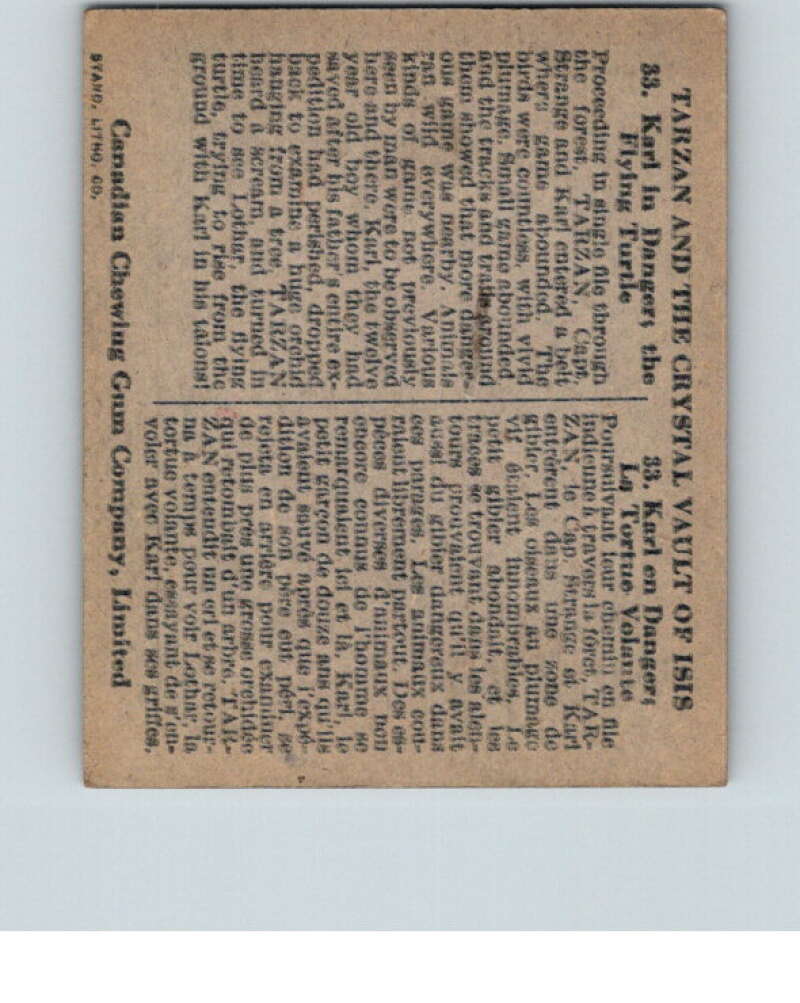 TARZAN AND THE CRYSTAL VAULT OF ISIS
33. Karl in Danger; the
Flying Turtle
Proceeding in single file through
the forest, TARZAN, Capt.
Strange and Karl entered a belt
where game abounded. The
birds were countless, with vivid
plumage. Small game abounded
and the tracks and trails around
them showed that more danger-
ous game was nearby. Animals
ran wild everywhere. Various
kinds of game not previously
seen by man were to be observed
here and there. Karl, the twelve
year old boy whom they had
saved after his father's entire ex-
pedition had perished, dropped
back to examine a huge orchid
hanging from a tree. TARZAN
heard a scream, and turned in
time to see Lothar, the flying
turtle, trying to rise from the
ground with Karl in his talons!
33. Karl en Danger;
La Tortue Volante
Poursuivant leur chemin en file
indienne à travers la fôret, TAR-
ZAN, le Cap. Strange et Karl
entrèrent dans une zone de
gibier. Les oiseaux au plumage
vif étaient innombrables. Le
petit gibier abondait, et les
traces se trouvant dans les alen-
tours prouvaient qu'il y avait
aussi du gibier dangereux dans
ces parages. Les animaux cou-
raient librement partout. Des es-
pèces diverses d'animaux non
encore connus de l'homme se
remarquaient ici et là. Karl, le
petit garçon de douze ans qu'ils
avaient sauvé après que l'expé-
dition de son père eut péri, se
rejeta en arrière pour examiner
de plus près une grosse orchidée
qui retombait d'un arbre. TAR-
ZAN entendit un cri et se retour-
na à temps pour voir Lothar, la
tortue volante, essayant de s'en-
voler avec Karl dans ses griffes.
Canadian Chewing Gum Company, Limited
LITHO. CO.